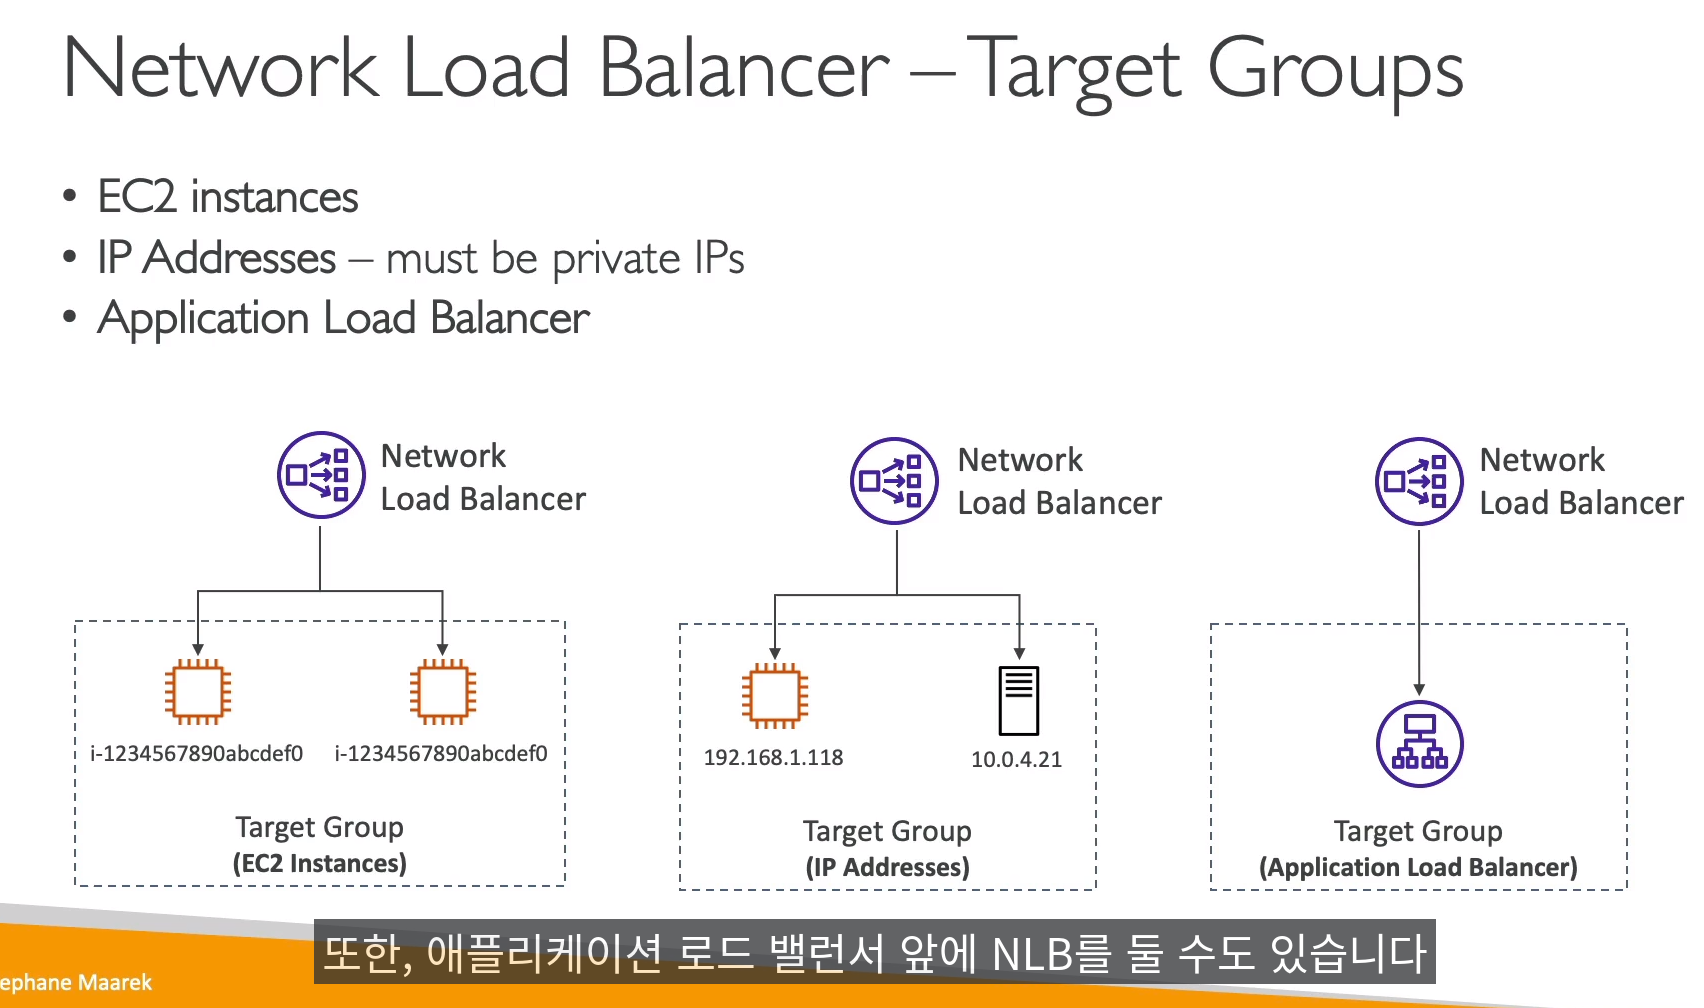 Network Load Balancer – Target Groups
• EC2 instances
• IP Addresses – must be private IPs
• Application Load Balancer
Network
Load Balancer
i-1234567890abcdef0
i-1234567890abcdef0
Target Group
(EC2 Instances)
Network
Load Balancer
192.168.1.118
10.0.4.21
Target Group
(IP Addresses)
Network
Load Balancer
Target Group
(Application Load Balancer)
또한, 애플리케이션 로드 밸런서 앞에 NLB를 둘 수도 있습니다
ephane Maarek